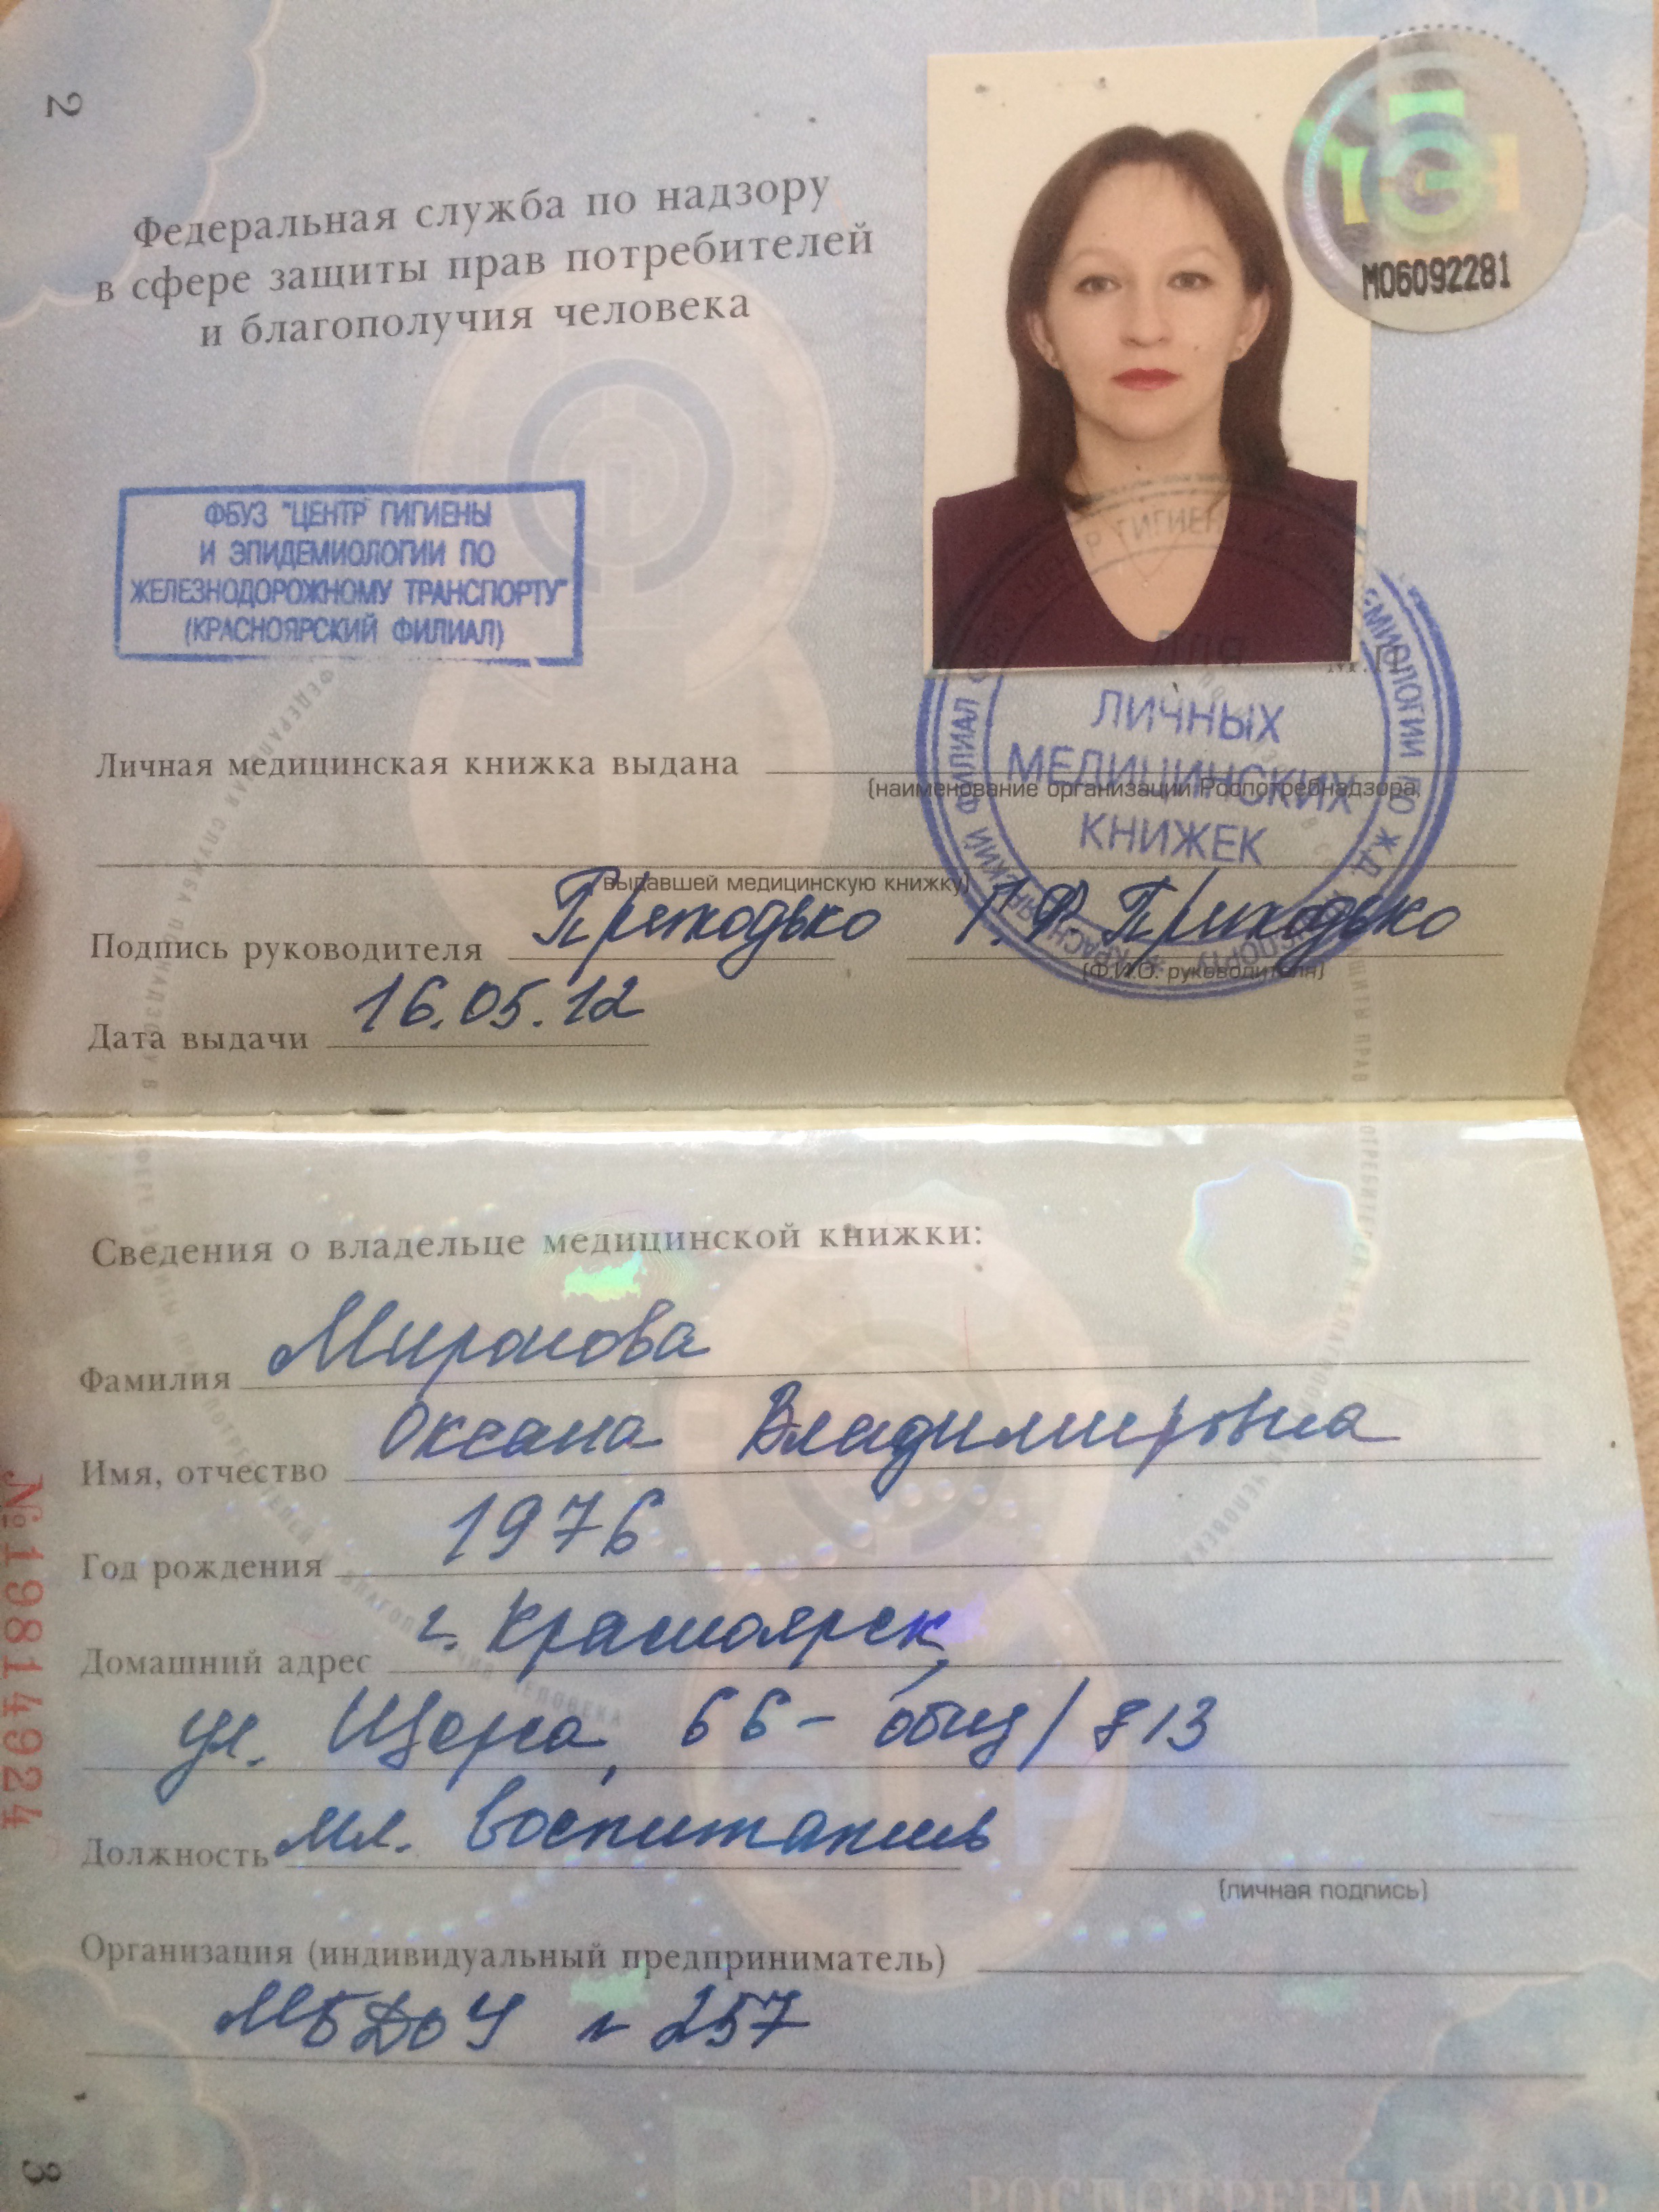 2
Федеральная служба по надзору
в сфере защиты прав потребителей
и благополучия человека
М06092281
ФБУЗ "ЦЕНТР ГИГИЕНЫ
И ЭПИДЕМИОЛОГИИ ПО
ЖЕЛЕЗНОДОРОЖНОМУ ТРАНСПОРТУ"
(КРАСНОЯРСКИЙ ФИЛИАЛ)
ДЛЯ
ЛИЧНЫХ
МЕДИЦИНСКИХ
КНИЖЕК
Личная медицинская книжка выдана
(наименование организации Роспотребнадзора,
выдавшей медицинскую книжку)
Подпись руководителя Приходько Г.Ф. Приходько
(Ф.И.О. руководителя)
Дата выдачи 16.05.12
Сведения о владельце медицинской книжки:
Фамилия Миронова
Имя, отчество Оксана Владимировна
Год рождения 1976
Домашний адрес г. Красноярск,
ул. Щорса, 66 - общ / 813
Должность мл. воспитатель
(личная подпись)
Организация (индивидуальный предприниматель)
МБДОУ № 257
№19814924
3
РОСПОТРЕБНАДЗОР